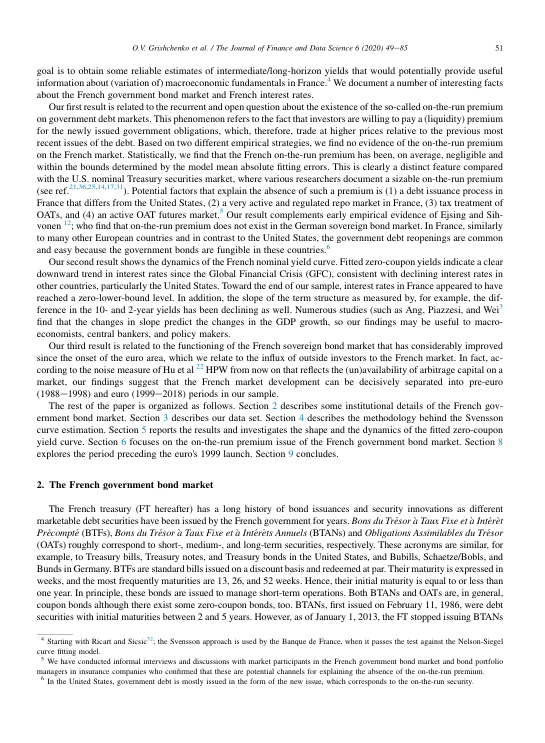 O.V. Grishchenko et al. / The Journal of Finance and Data Science 6 (2020) 49–85 51
goal is to obtain some reliable estimates of intermediate/long-horizon yields that would potentially provide useful
information about (variation of) macroeconomic fundamentals in France.4 We document a number of interesting facts
about the French government bond market and French interest rates.
Our first result is related to the recurrent and open question about the existence of the so-called on-the-run premium
on government debt markets. This phenomenon refers to the fact that investors are willing to pay a (liquidity) premium
for the newly issued government obligations, which, therefore, trade at higher prices relative to the previous most
recent issues of the debt. Based on two different empirical strategies, we find no evidence of the on-the-run premium
on the French market. Statistically, we find that the French on-the-run premium has been, on average, negligible and
within the bounds determined by the model mean absolute fitting errors. This is clearly a distinct feature compared
with the U.S. nominal Treasury securities market, where various researchers document a sizable on-the-run premium
(see ref.21,36,25,14,17,31). Potential factors that explain the absence of such a premium is (1) a debt issuance process in
France that differs from the United States, (2) a very active and regulated repo market in France, (3) tax treatment of
OATs, and (4) an active OAT futures market.5 Our result complements early empirical evidence of Ejsing and Sih-
vonen 12; who find that on-the-run premium does not exist in the German sovereign bond market. In France, similarly
to many other European countries and in contrast to the United States, the government debt reopenings are common
and easy because the government bonds are fungible in these countries.6
Our second result shows the dynamics of the French nominal yield curve. Fitted zero-coupon yields indicate a clear
downward trend in interest rates since the Global Financial Crisis (GFC), consistent with declining interest rates in
other countries, particularly the United States. Toward the end of our sample, interest rates in France appeared to have
reached a zero-lower-bound level. In addition, the slope of the term structure as measured by, for example, the dif-
ference in the 10- and 2-year yields has been declining as well. Numerous studies (such as Ang, Piazzesi, and Wei3
find that the changes in slope predict the changes in the GDP growth, so our findings may be useful to macro-
economists, central bankers, and policy makers.
Our third result is related to the functioning of the French sovereign bond market that has considerably improved
since the onset of the euro area, which we relate to the influx of outside investors to the French market. In fact, ac-
cording to the noise measure of Hu et al 22 HPW from now on that reflects the (un)availability of arbitrage capital on a
market, our findings suggest that the French market development can be decisively separated into pre-euro
(1988−1998) and euro (1999−2018) periods in our sample.
The rest of the paper is organized as follows. Section 2 describes some institutional details of the French gov-
ernment bond market. Section 3 describes our data set. Section 4 describes the methodology behind the Svensson
curve estimation. Section 5 reports the results and investigates the shape and the dynamics of the fitted zero-coupon
yield curve. Section 6 focuses on the on-the-run premium issue of the French government bond market. Section 8
explores the period preceding the euro's 1999 launch. Section 9 concludes.
2. The French government bond market
The French treasury (FT hereafter) has a long history of bond issuances and security innovations as different
marketable debt securities have been issued by the French government for years. Bons du Trésor à Taux Fixe et à Intérêt
Précompté (BTFs), Bons du Trésor à Taux Fixe et à Intérêts Annuels (BTANs) and Obligations Assimilables du Trésor
(OATs) roughly correspond to short-, medium-, and long-term securities, respectively. These acronyms are similar, for
example, to Treasury bills, Treasury notes, and Treasury bonds in the United States, and Bubills, Schaetze/Bobls, and
Bunds in Germany. BTFs are standard bills issued on a discount basis and redeemed at par. Their maturity is expressed in
weeks, and the most frequently maturities are 13, 26, and 52 weeks. Hence, their initial maturity is equal to or less than
one year. In principle, these bonds are issued to manage short-term operations. Both BTANs and OATs are, in general,
coupon bonds although there exist some zero-coupon bonds, too. BTANs, first issued on February 11, 1986, were debt
securities with initial maturities between 2 and 5 years. However, as of January 1, 2013, the FT stopped issuing BTANs
4 Starting with Ricart and Sicsic32; the Svensson approach is used by the Banque de France, when it passes the test against the Nelson-Siegel
curve fitting model.
5 We have conducted informal interviews and discussions with market participants in the French government bond market and bond portfolio
managers in insurance companies who confirmed that these are potential channels for explaining the absence of the on-the-run premium.
6 In the United States, government debt is mostly issued in the form of the new issue, which corresponds to the on-the-run security.